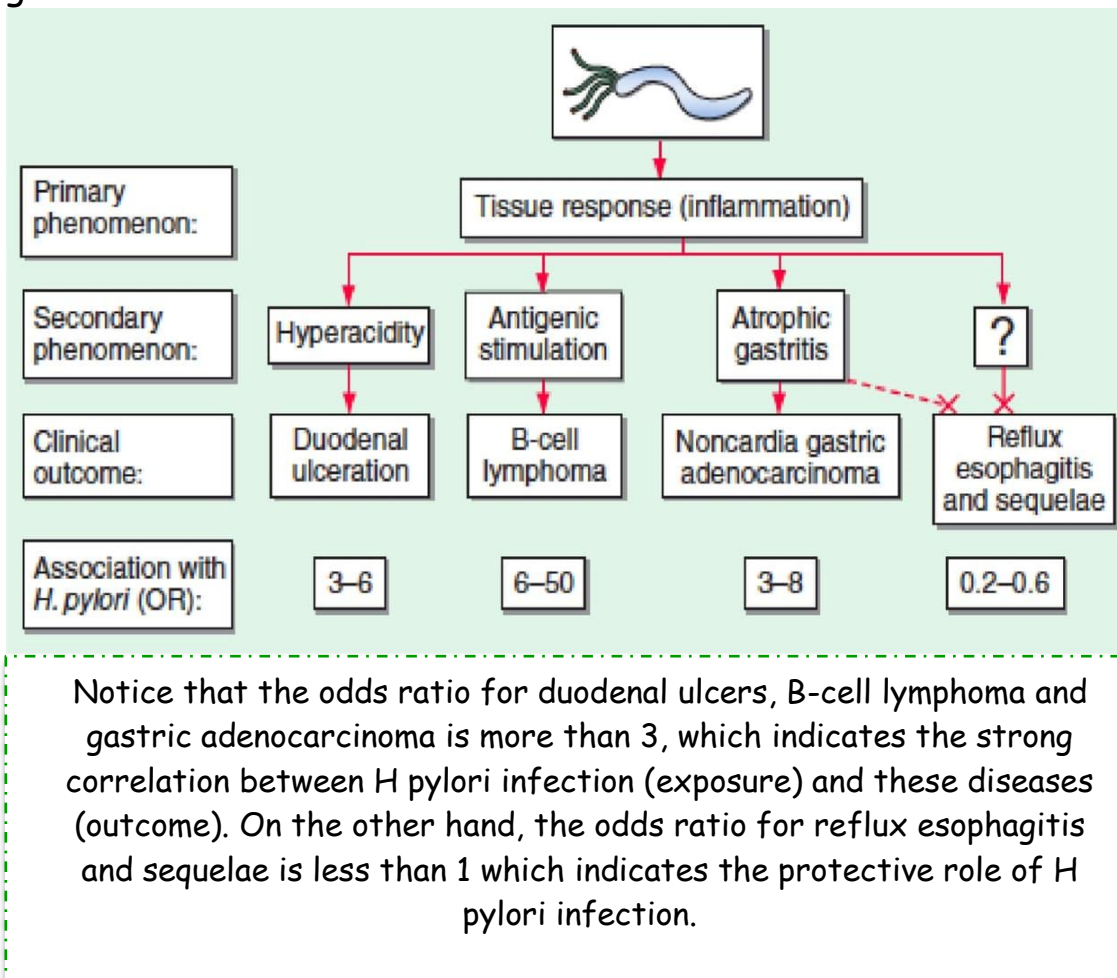 Primary
phenomenon:
Tissue response (inflammation)
Secondary
phenomenon:
Hyperacidity
Antigenic
stimulation
Atrophic
gastritis
?
Clinical
outcome:
Duodenal
ulceration
B-cell
lymphoma
Noncardia gastric
adenocarcinoma
Reflux
esophagitis
and sequelae
Association with
H. pylori (OR):
3–6
6–50
3–8
0.2–0.6
Notice that the odds ratio for duodenal ulcers, B-cell lymphoma and
gastric adenocarcinoma is more than 3, which indicates the strong
correlation between H pylori infection (exposure) and these diseases
(outcome). On the other hand, the odds ratio for reflux esophagitis
and sequelae is less than 1 which indicates the protective role of H
pylori infection.